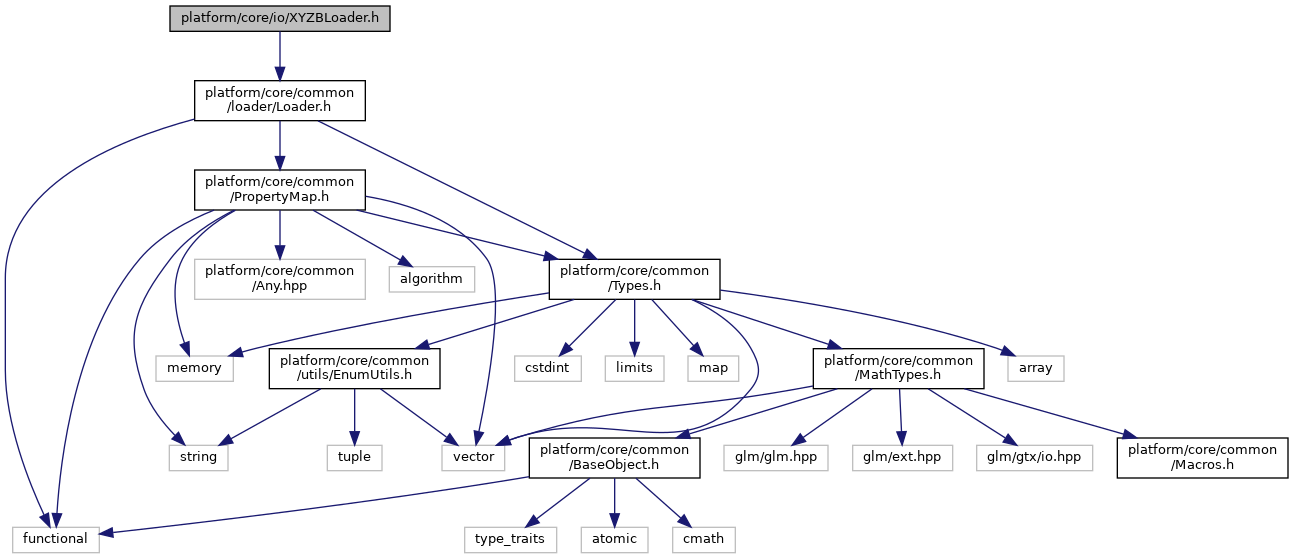 platform/core/io/XYZBLoader.h
platform/core/common
/loader/Loader.h
platform/core/common
/PropertyMap.h
platform/core/common
/Any.hpp
algorithm
platform/core/common
/Types.h
memory
platform/core/common
/utils/EnumUtils.h
cstdint
limits
map
platform/core/common
/MathTypes.h
array
string
tuple
vector
platform/core/common
/BaseObject.h
glm/glm.hpp
glm/ext.hpp
glm/gtx/io.hpp
platform/core/common
/Macros.h
functional
type_traits
atomic
cmath